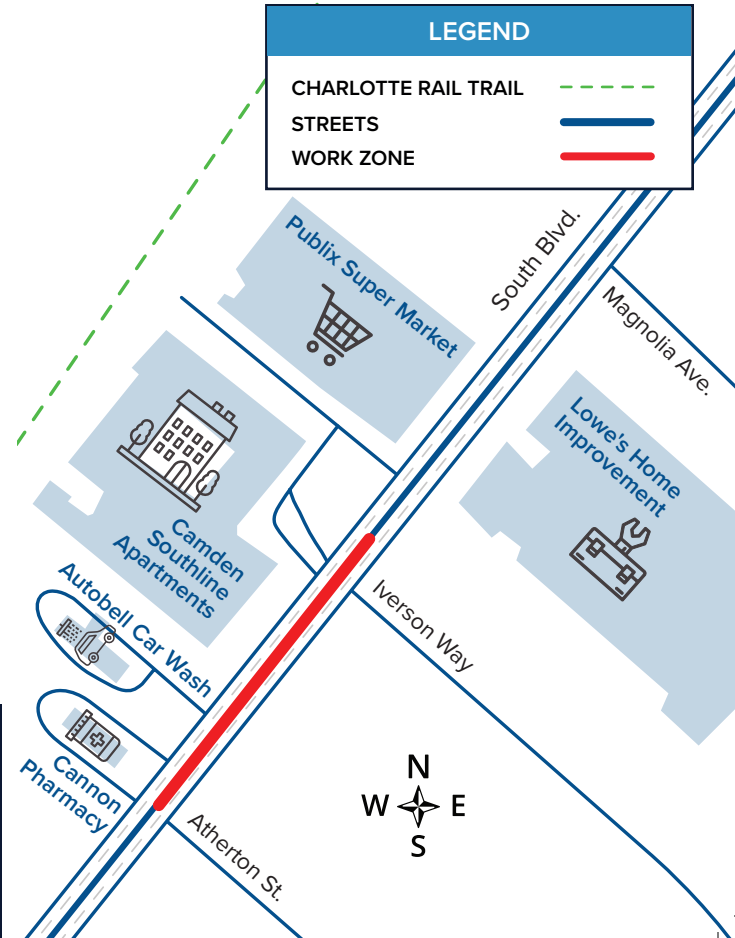 LEGEND
CHARLOTTE RAIL TRAIL
STREETS
WORK ZONE
Publix Super Market
South Blvd.
Magnolia Ave.
Lowe's Home
Improvement
Camden
Southline
Apartments
Autobell Car Wash
Iverson Way
Cannon
Pharmacy
Atherton St.
N
W E
S